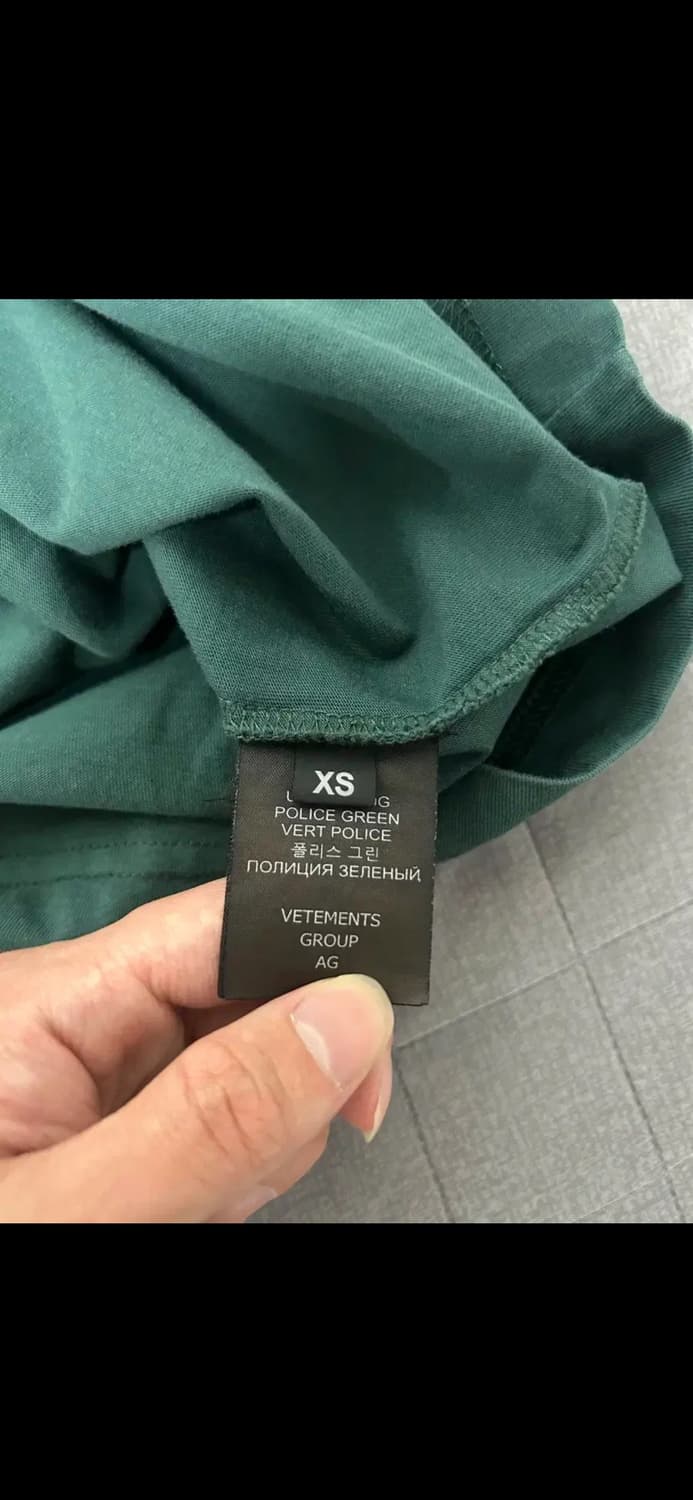 XS
POLICE GREEN
VERT POLICE
폴리스 그린
ПОЛИЦИЯ ЗЕЛЕНЫЙ
VETEMENTS
GROUP
AG